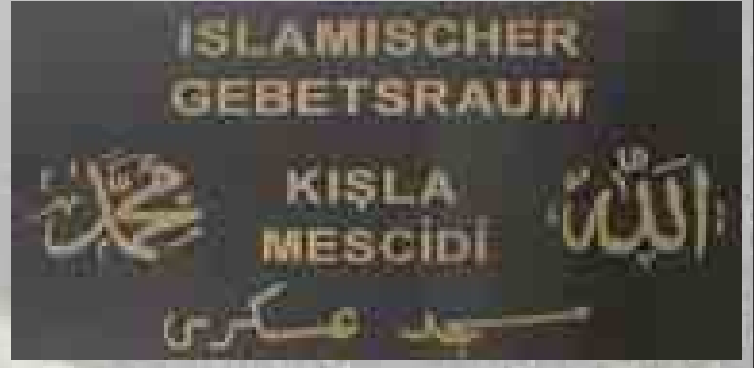 ISLAMISCHER
GEBETSRAUM
محمد
KIŞLA
MESCİDİ
الله
مسجد عسكري